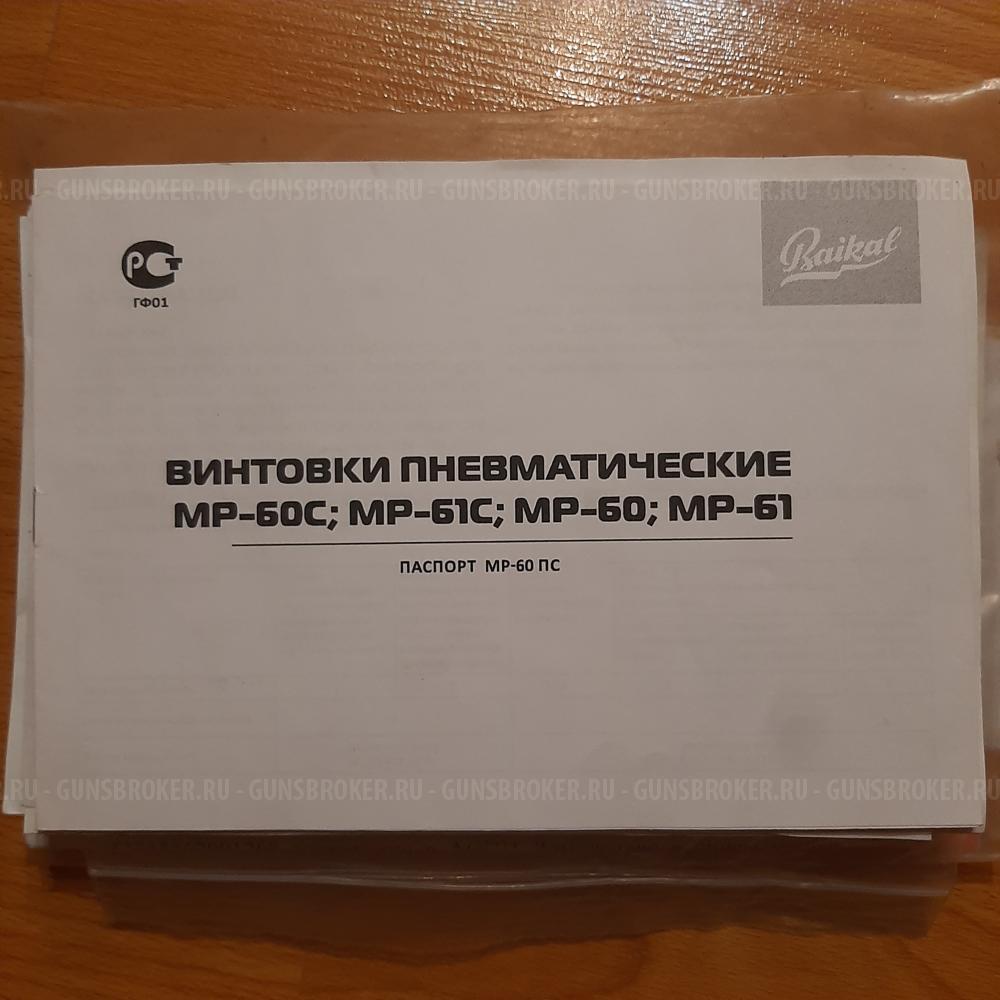 GUNSBROKER.RU - GUNSBROKER.RU - GUNSBROKER.RU - GUNSBROKER.RU - GUNSBROKER.RU
Baikal
РСТ
ГФ01
ВИНТОВКИ ПНЕВМАТИЧЕСКИЕ
МР-60С; МР-61С; МР-60; МР-61
ПАСПОРТ МР-60 ПС
.RU - GUNSBROKER.RU - GUNSBROKER.RU - GUNSBROKER.RU - GUNSBROKER.RU - GUNSBROKER.RU